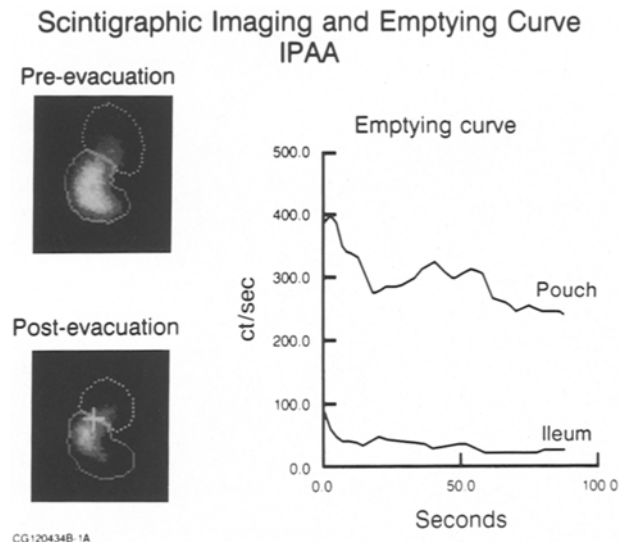 Scintigraphic Imaging and Emptying Curve
IPAA
Pre-evacuation
Post-evacuation
Emptying curve
500.0
400.0
300.0
200.0
100.0
0.0
ct/sec
Pouch
Ileum
0.0
50.0
100.0
Seconds
CG120434B-1A